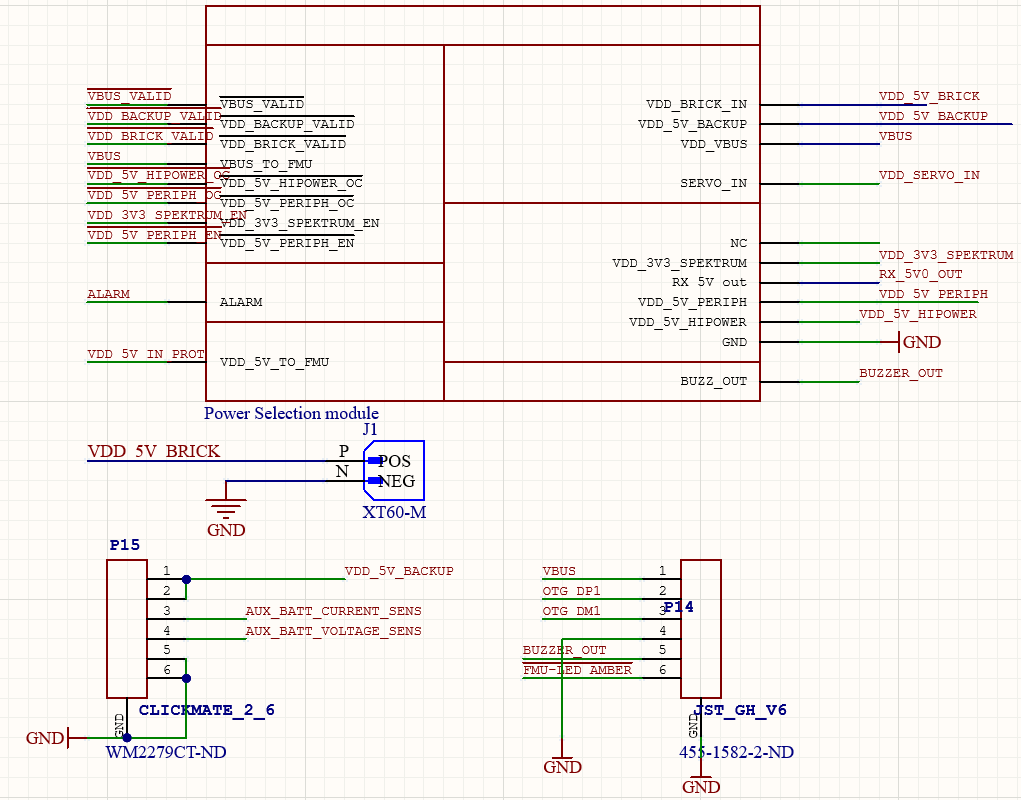 VBUS_VALID VBUS_VALID VDD_BRICK_IN VDD_5V_BRICK
VDD_BACKUP_VALID VDD_BACKUP_VALID VDD_5V_BACKUP VDD_5V_BACKUP
VDD_BRICK_VALID VDD_BRICK_VALID VDD_VBUS VBUS
VBUS VBUS_TO_FMU
VDD_5V_HIPOWER_OC VDD_5V_HIPOWER_OC SERVO_IN VDD_SERVO_IN
VDD_5V_PERIPH_OC VDD_5V_PERIPH_OC
VDD_3V3_SPEKTRUM_EN VDD_3V3_SPEKTRUM_EN
VDD_5V_PERIPH_EN VDD_5V_PERIPH_EN NC
VDD_3V3_SPEKTRUM VDD_3V3_SPEKTRUM
RX 5V out RX_5V0_OUT
ALARM ALARM VDD_5V_PERIPH VDD_5V_PERIPH
VDD_5V_HIPOWER VDD_5V_HIPOWER
GND GND
VDD_5V_IN_PROT VDD_5V_TO_FMU
BUZZ_OUT BUZZER_OUT
Power Selection module
J1
VDD_5V_BRICK P POS
N NEG
GND
XT60-M
P15
1 VDD_5V_BACKUP
2
3 AUX_BATT_CURRENT_SENS
4 AUX_BATT_VOLTAGE_SENS
5
6
GND
CLICKMATE_2_6
GND
WM2279CT-ND
VBUS 1
OTG_DP1 2
P14
OTG_DM1 3
4
BUZZER_OUT 5
FMU-LED_AMBER 6
GND
JST_GH_V6
455-1582-2-ND
GND
GND